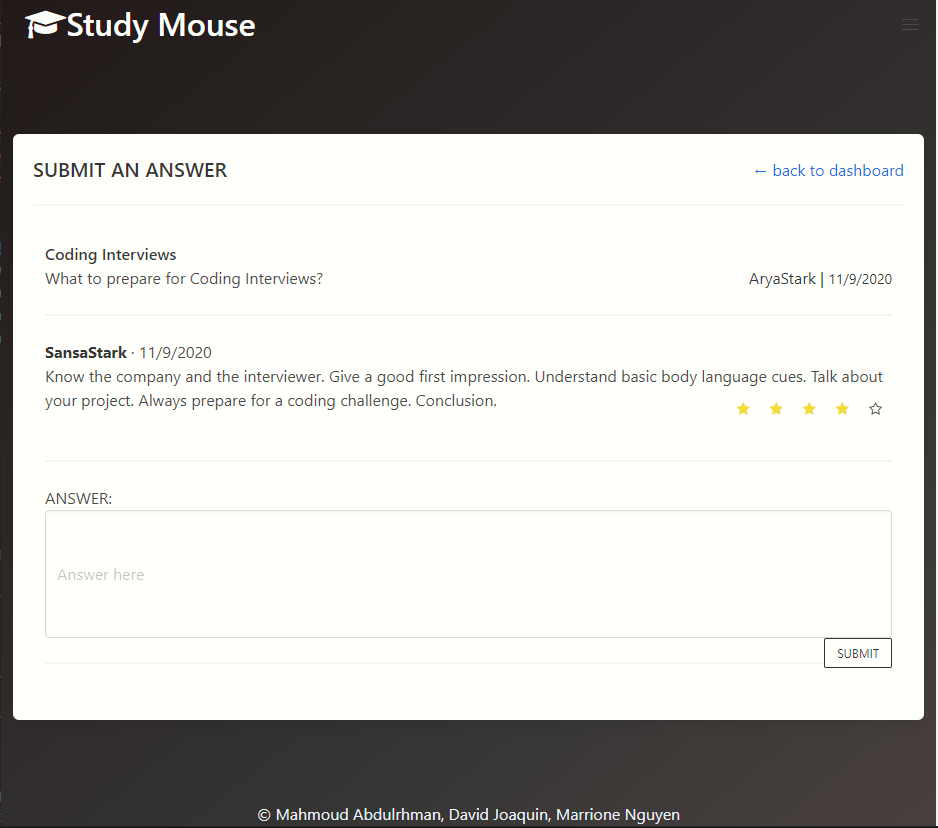 Study Mouse
SUBMIT AN ANSWER
← back to dashboard
Coding Interviews
What to prepare for Coding Interviews?
AryaStark | 11/9/2020
SansaStark · 11/9/2020
Know the company and the interviewer. Give a good first impression. Understand basic body language cues. Talk about
your project. Always prepare for a coding challenge. Conclusion.
ANSWER:
Answer here
SUBMIT
© Mahmoud Abdulrhman, David Joaquin, Marrione Nguyen